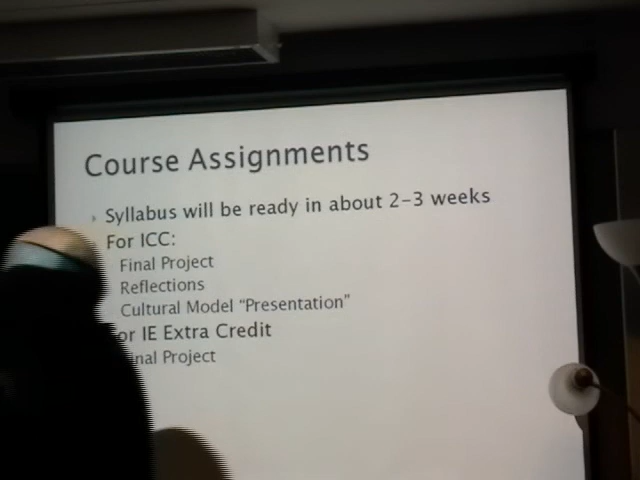 Course Assignments
Syllabus will be ready in about 2-3 weeks
For ICC:
Final Project
Reflections
Cultural Model "Presentation"
or IE Extra Credit
inal Project